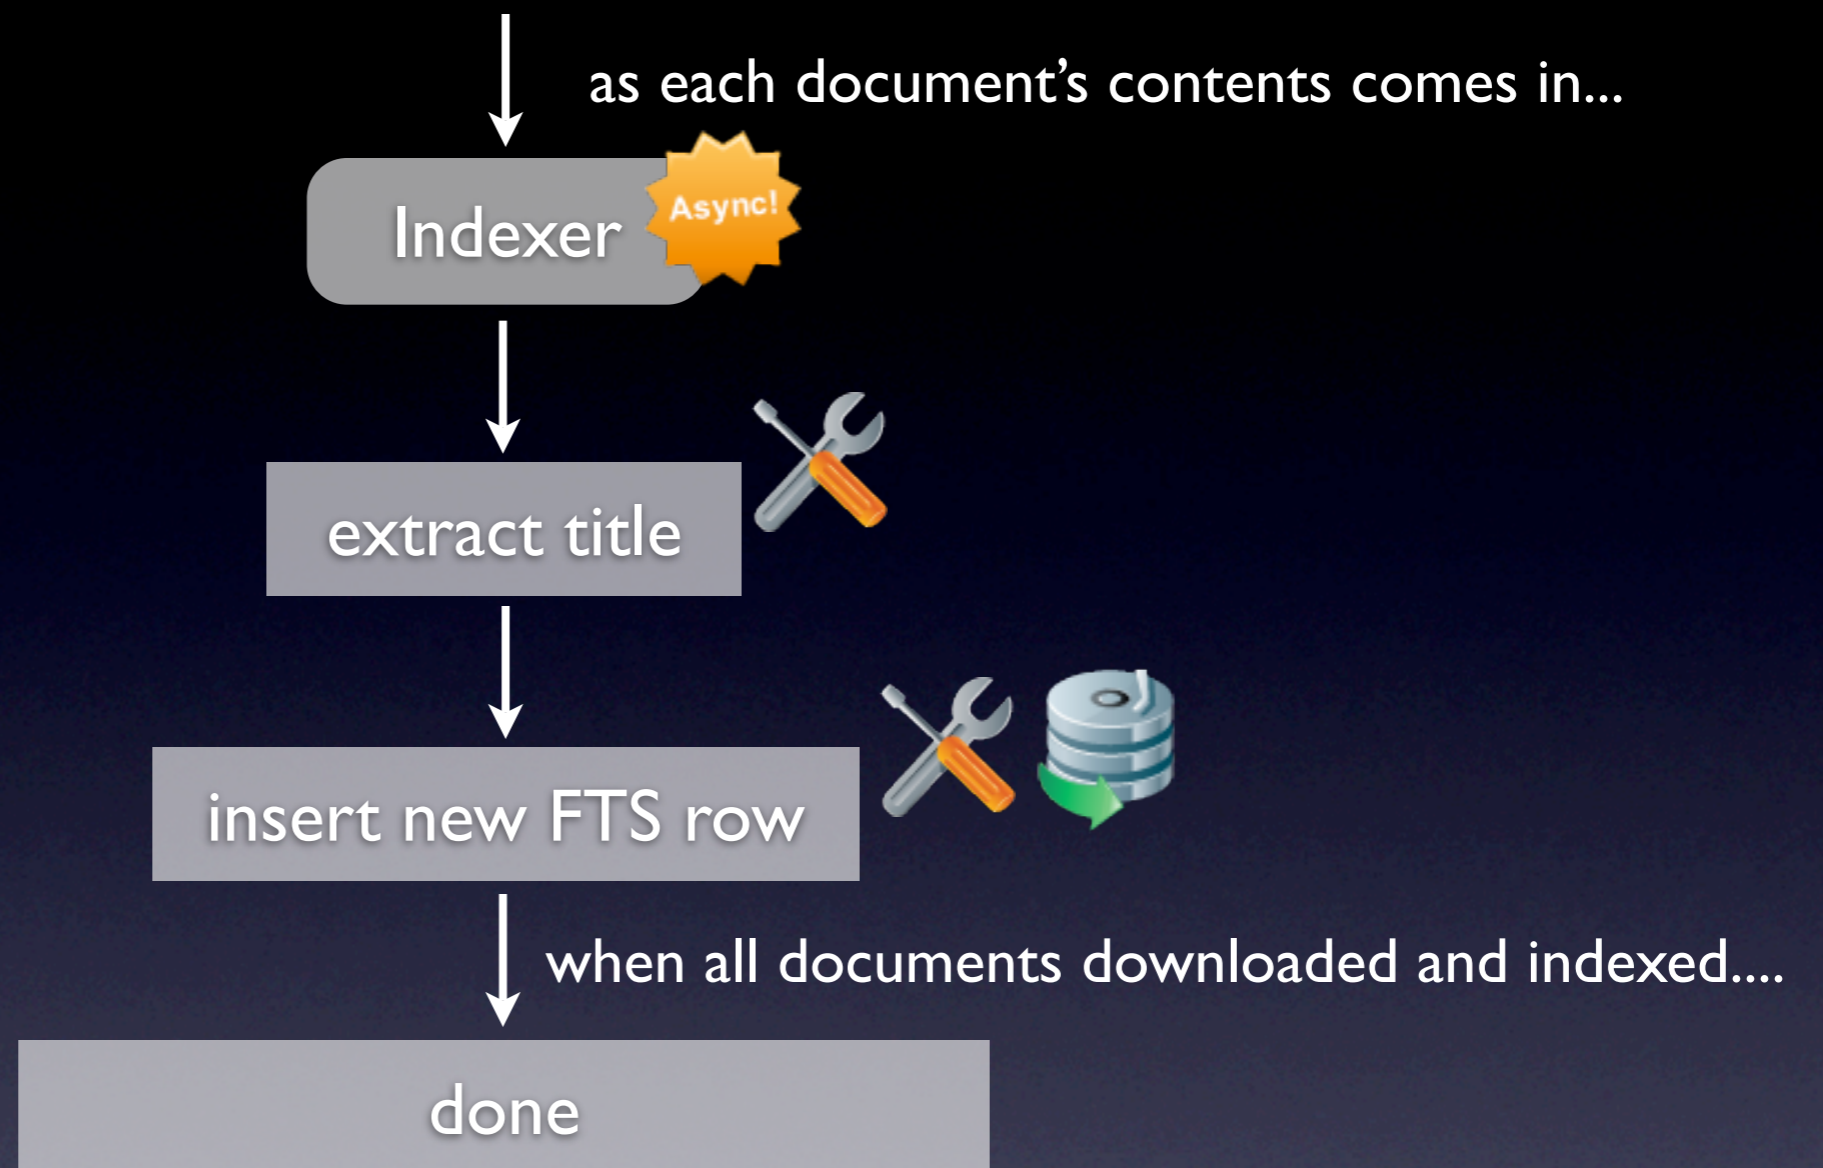 as each document’s contents comes in...
Indexer
Async!
extract title
insert new FTS row
when all documents downloaded and indexed....
done